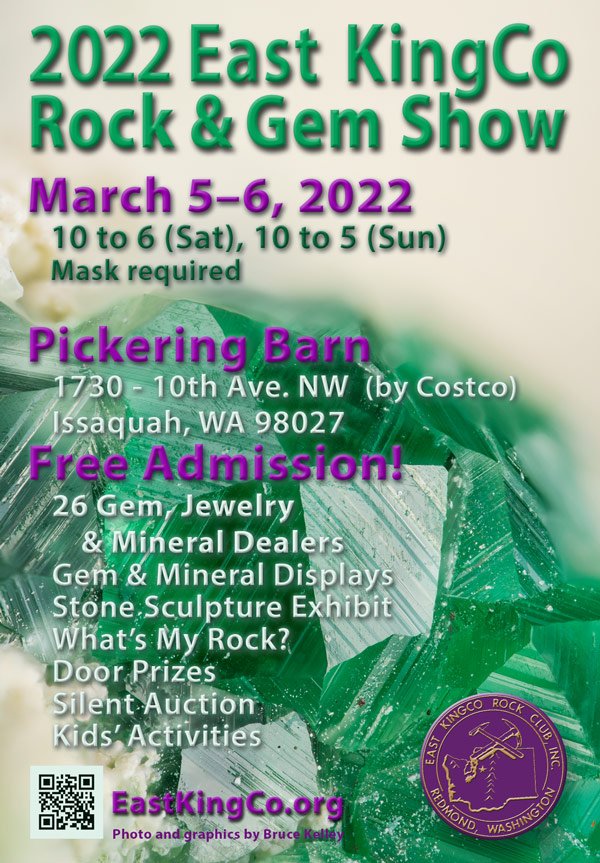 2022 East KingCo
Rock & Gem Show
March 5–6, 2022
10 to 6 (Sat), 10 to 5 (Sun)
Mask required
Pickering Barn
1730 - 10th Ave. NW (by Costco)
Issaquah, WA 98027
Free Admission!
26 Gem, Jewelry
& Mineral Dealers
Gem & Mineral Displays
Stone Sculpture Exhibit
What's My Rock?
Door Prizes
Silent Auction
Kids' Activities
EAST KINGCO ROCK CLUB, INC.
REDMOND, WASHINGTON
EastKingCo.org
Photo and graphics by Bruce Kelley